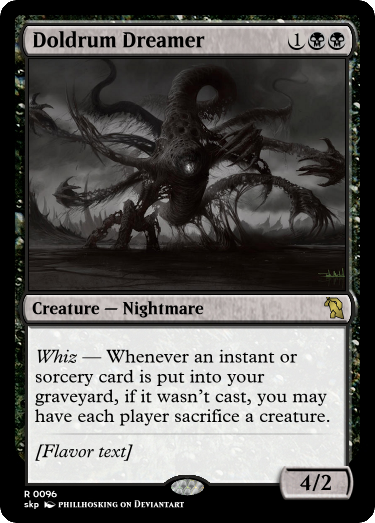 Doldrum Dreamer 1
Creature — Nightmare
Whiz — Whenever an instant or
sorcery card is put into your
graveyard, if it wasn't cast, you may
have each player sacrifice a creature.
[Flavor text]
4/2
R 0096
skp PHILLHOSKING ON DEVIANTART